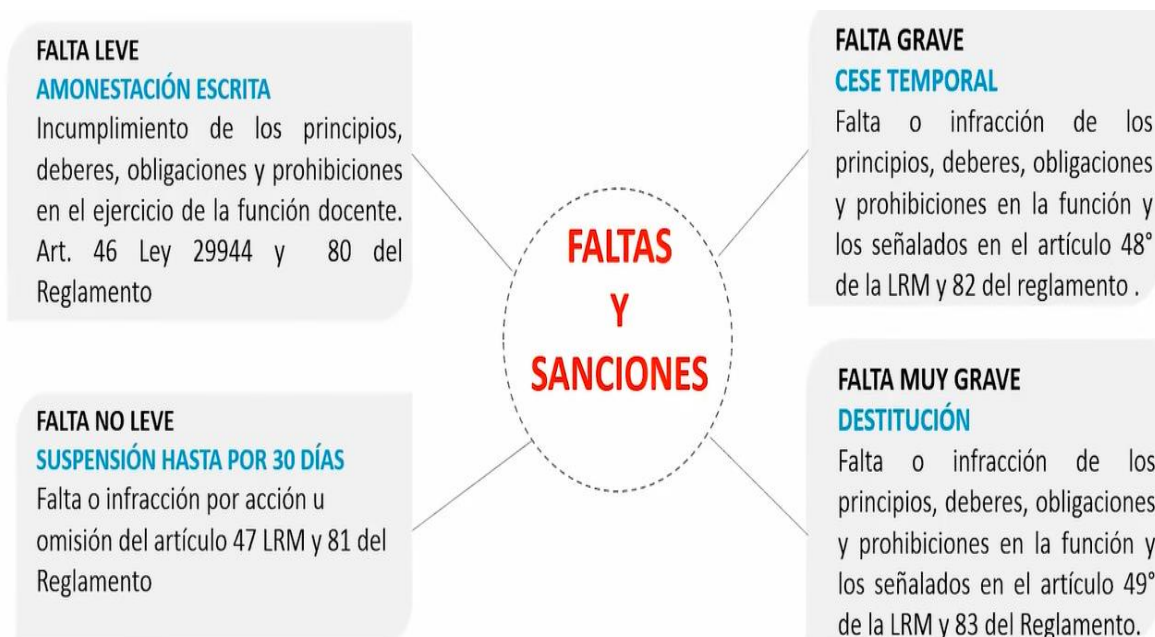 FALTA LEVE
AMONESTACIÓN ESCRITA
Incumplimiento de los principios,
deberes, obligaciones y prohibiciones
en el ejercicio de la función docente.
Art. 46 Ley 29944 y 80 del
Reglamento
FALTA NO LEVE
SUSPENSIÓN HASTA POR 30 DÍAS
Falta o infracción por acción u
omisión del artículo 47 LRM y 81 del
Reglamento
FALTAS
Y
SANCIONES
FALTA GRAVE
CESE TEMPORAL
Falta o infracción de los
principios, deberes, obligaciones
y prohibiciones en la función y
los señalados en el artículo 48°
de la LRM y 82 del reglamento .
FALTA MUY GRAVE
DESTITUCIÓN
Falta o infracción de los
principios, deberes, obligaciones
y prohibiciones en la función y
los señalados en el artículo 49°
de la LRM y 83 del Reglamento.